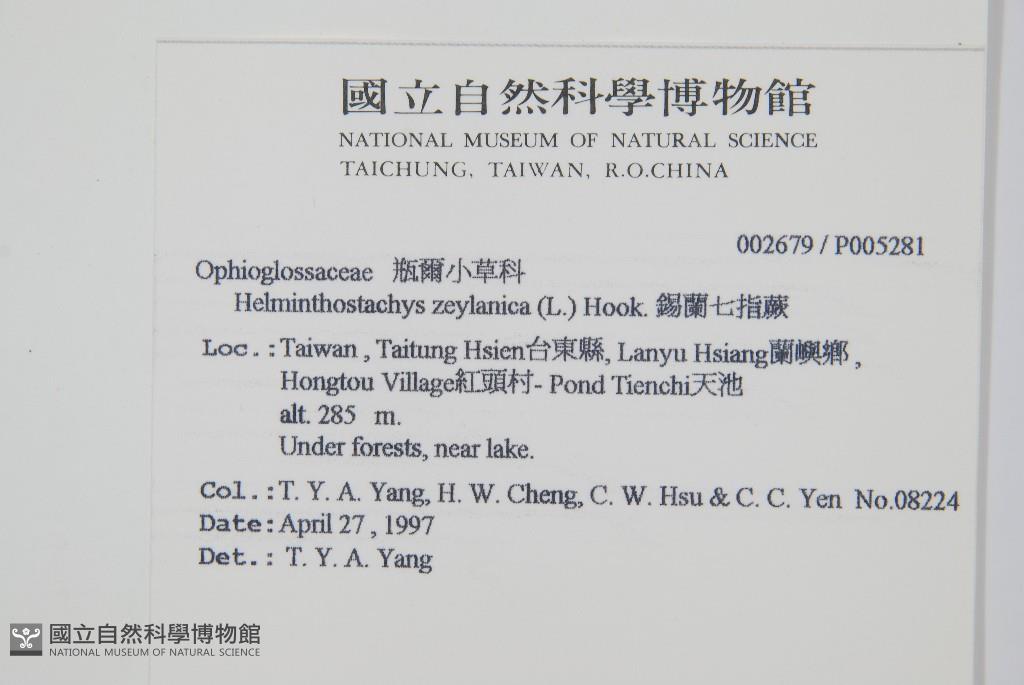 國立自然科學博物館
NATIONAL MUSEUM OF NATURAL SCIENCE
TAICHUNG, TAIWAN, R.O.CHINA
002679 / P005281
Ophioglossaceae 瓶爾小草科
Helminthostachys zeylanica (L.) Hook. 錫蘭七指蕨
Loc.: Taiwan , Taitung Hsien台東縣, Lanyu Hsiang蘭嶼鄉 ,
Hongtou Village紅頭村- Pond Tienchi天池
alt. 285 m.
Under forests, near lake.
Col.: T. Y. A. Yang, H. W. Cheng, C. W. Hsu & C. C. Yen No.08224
Date: April 27 , 1997
Det.: T. Y. A. Yang
國立自然科學博物館
NATIONAL MUSEUM OF NATURAL SCIENCE